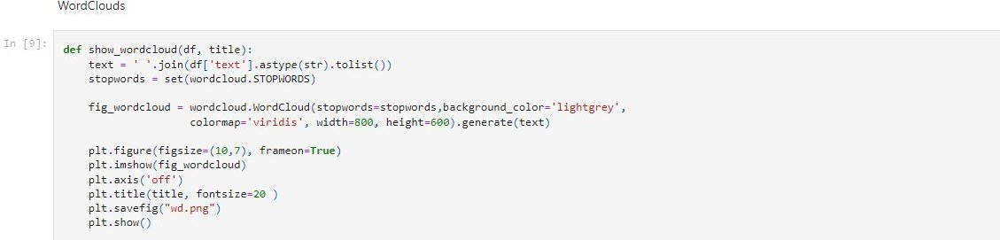 WordClouds
In [9]:
def show_wordcloud(df, title):
    text = ' '.join(df['text'].astype(str).tolist())
    stopwords = set(wordcloud.STOPWORDS)

    fig_wordcloud = wordcloud.WordCloud(stopwords=stopwords,background_color='lightgrey',
                    colormap='viridis', width=800, height=600).generate(text)

    plt.figure(figsize=(10,7), frameon=True)
    plt.imshow(fig_wordcloud)
    plt.axis('off')
    plt.title(title, fontsize=20 )
    plt.savefig("wd.png")
    plt.show()